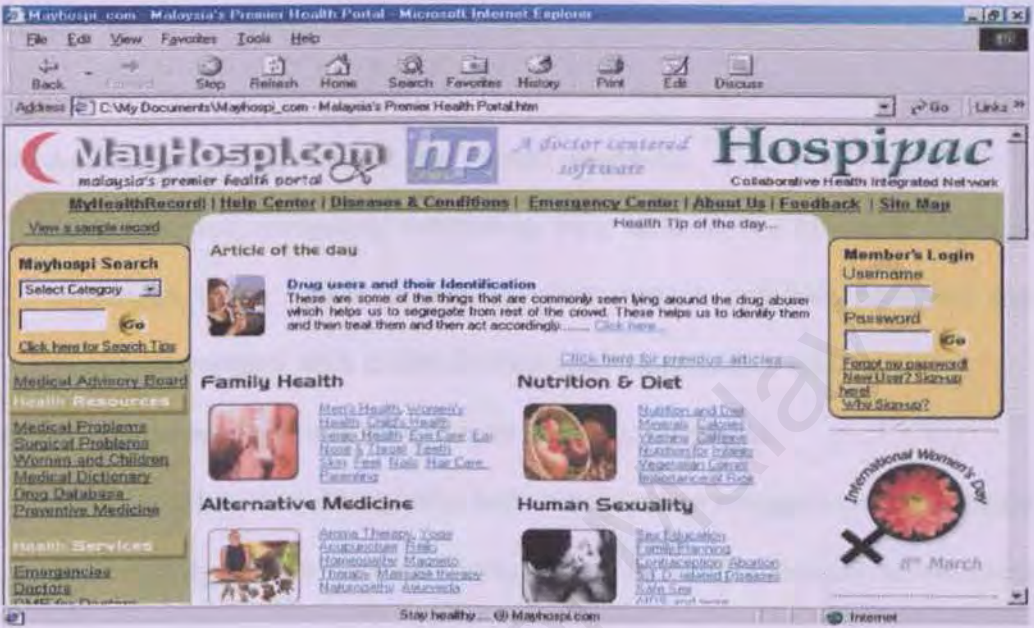 Mayhospi_com - Malaysia's Premier Health Portal - Microsoft Internet Explorer
File Edit View Favorites Tools Help
Back Forward Stop Refresh Home Search Favorites History Print Edit Discuss
Address C:\My Documents\Mayhospi_com - Malaysia's Premier Health Portal.htm Go Links »
MayHospi.com
malaysia's premier health portal
hp
A doctor centered
software
Hospipac
Collaborative Health Integrated Network
MyHealthRecord! | Help Center | Diseases & Conditions | Emergency Center | About Us | Feedback | Site Map
View a sample record
Health Tip of the day...
Mayhospi Search
Select Category
Go
Click here for Search Tips
Medical Advisory Board
Health Resources
Medical Problems
Surgical Problems
Women and Children
Medical Dictionary
Drug Database
Preventive Medicine
Health Services
Emergencies
Doctors
CME for Doctors
Article of the day
Drug users and their Identification
These are some of the things that are commonly seen lying around the drug abuser
which helps us to segregate from rest of the crowd. These helps us to identify them
and then treat them and then act accordingly....... Click here...
Click here for previous articles
Family Health
Men's Health, Women's
Health, Child's Health
Senior Health, Eye Care, Ear
Nose & Throat, Teeth
Skin, Feet, Nails, Hair Care
Parenting
Nutrition & Diet
Nutrition and Diet
Minerals, Calories
Vitamins, Caffeine
Nutrition for Infants
Vegetarian Corner
Importance of Rice
Alternative Medicine
Aroma Therapy, Yoga
Acupuncture, Reiki
Homeopathy, Magneto
Therapy, Massage therapy
Naturopathy, Ayurveda
Human Sexuality
Sex Education
Family Planning
Contraception, Abortion
S.T.D. related Diseases
Safe Sex
Member's Login
Username
Password
Go
Forgot my password!
New User? Sign-up
here!
Why Sign-up?
International Women's Day
8th March
Stay healthy ... @ Mayhospi.com
Internet